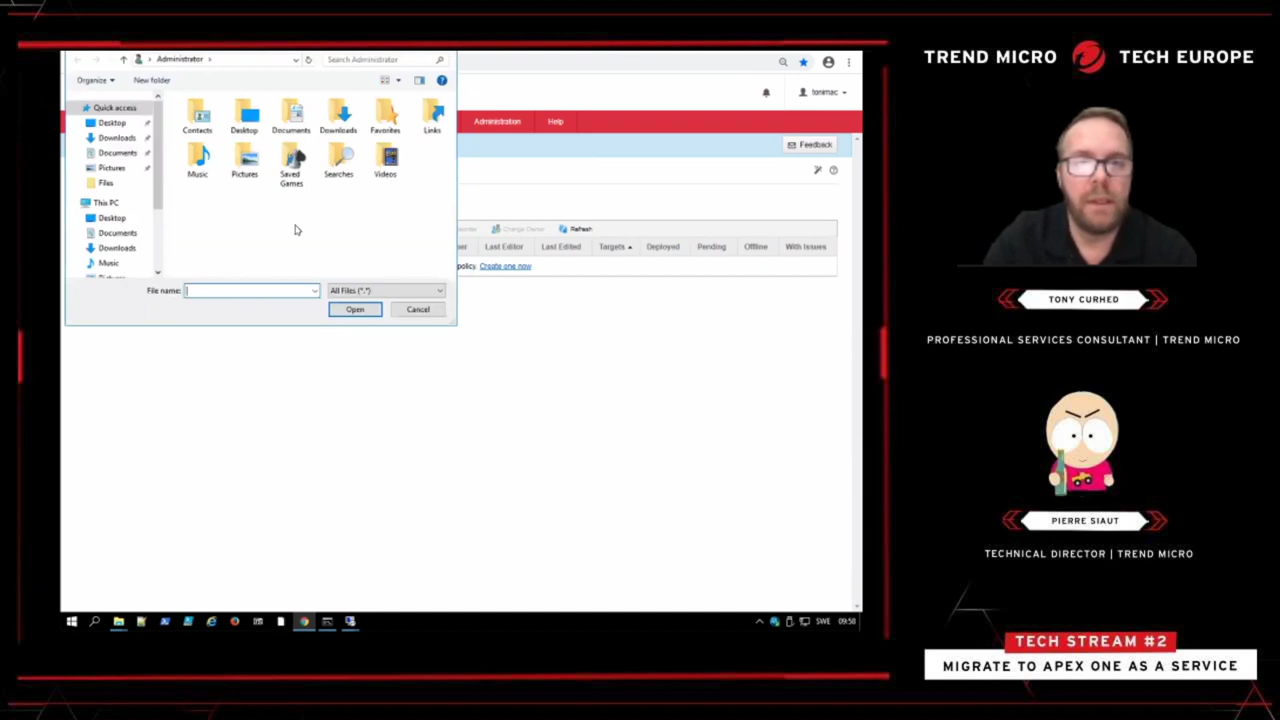 TREND MICRO TECH EUROPE
Administrator
Search Administrator
Organize
New folder
Quick access
Desktop
Downloads
Documents
Pictures
Files
This PC
Desktop
Documents
Downloads
Music
Contacts
Desktop
Documents
Downloads
Favorites
Links
Music
Pictures
Saved Games
Searches
Videos
File name:
All Files (*.*)
Open
Cancel
tonimac
Administration
Help
Feedback
Change Owner
Refresh
Last Editor
Last Edited
Targets
Deployed
Pending
Offline
With Issues
policy. Create one now
SWE
09:58
TONY CURHED
PROFESSIONAL SERVICES CONSULTANT | TREND MICRO
PIERRE SIAUT
TECHNICAL DIRECTOR | TREND MICRO
TECH STREAM #2
MIGRATE TO APEX ONE AS A SERVICE